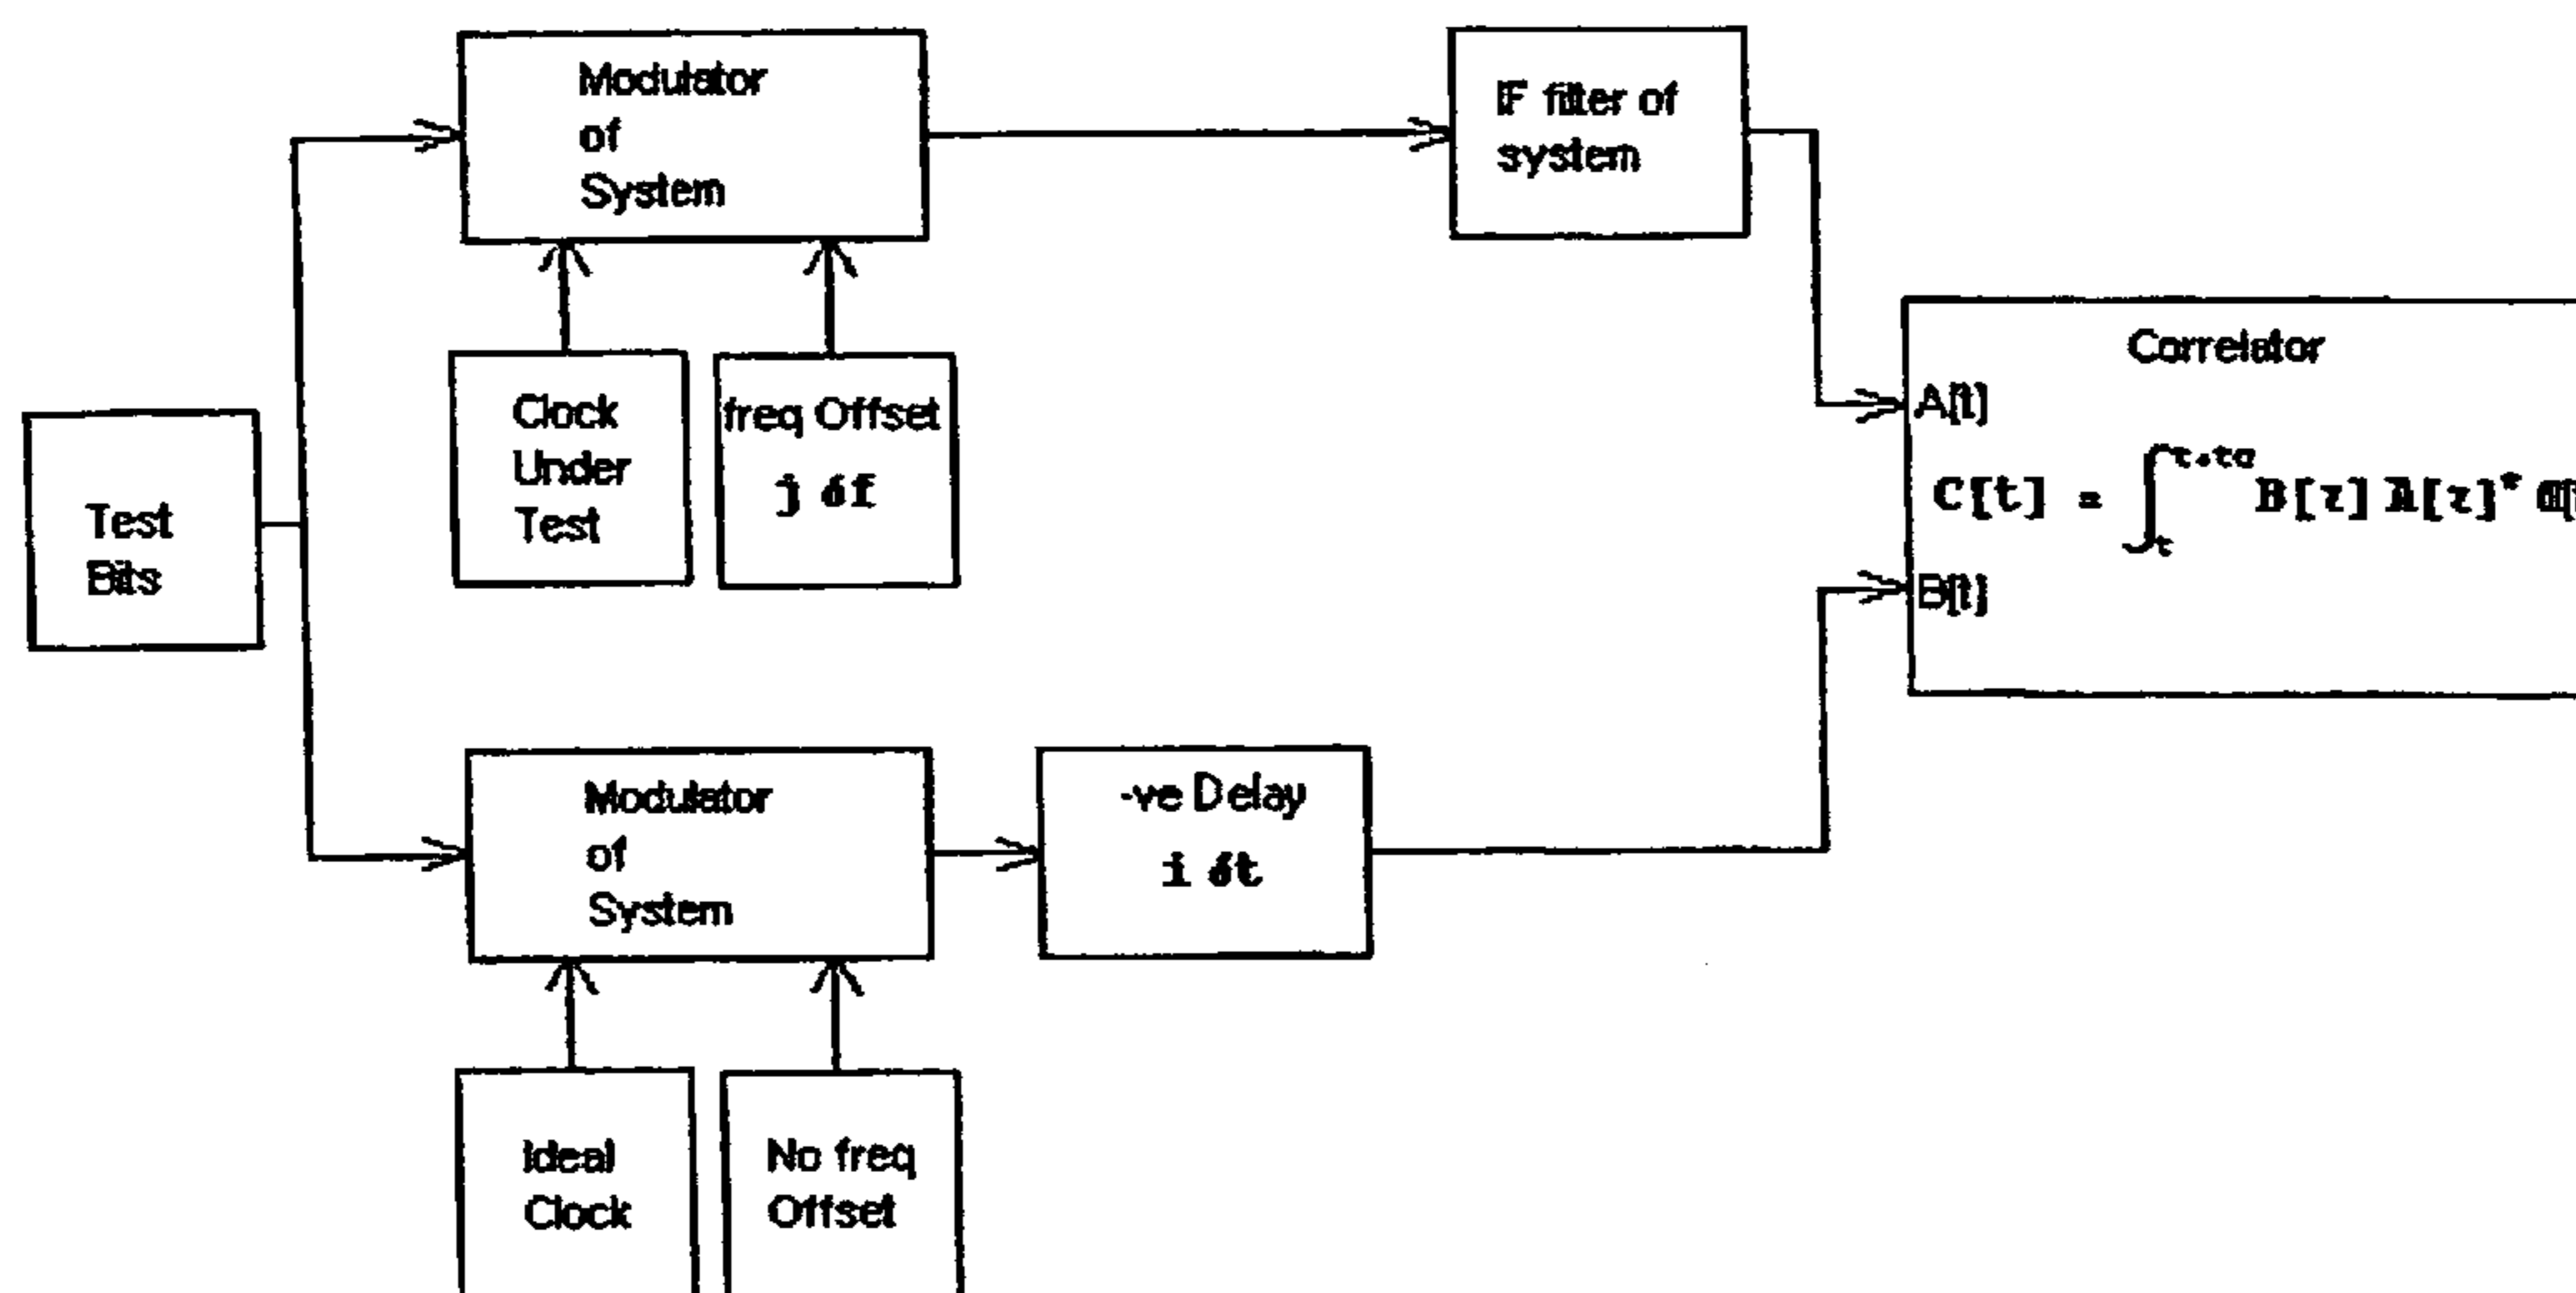 Modulator
of
System
IF filter of
system
Clock
Under
Test
freq Offset
j δf
Test
Bits
Correlator
A[t]
C[t] = ∫ B[τ] A[τ]*
t
B[t]
Modulator
of
System
-ve Delay
i δt
Ideal
Clock
No freq
Offset